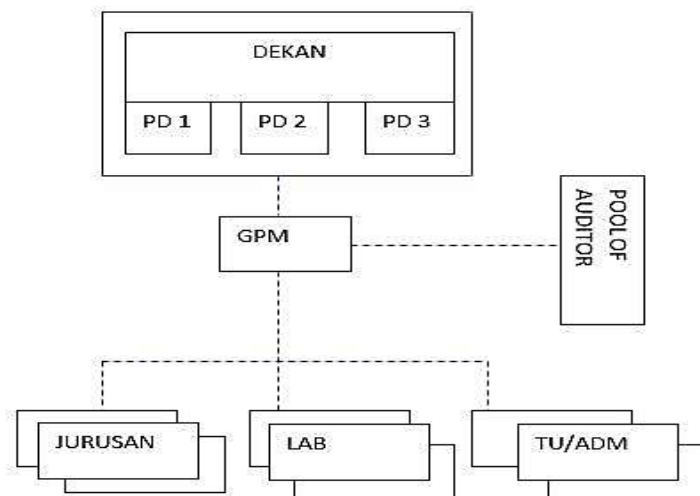 DEKAN
PD 1
PD 2
PD 3
GPM
POOLOF
AUDITOR
JURUSAN
LAB
TU/ADM